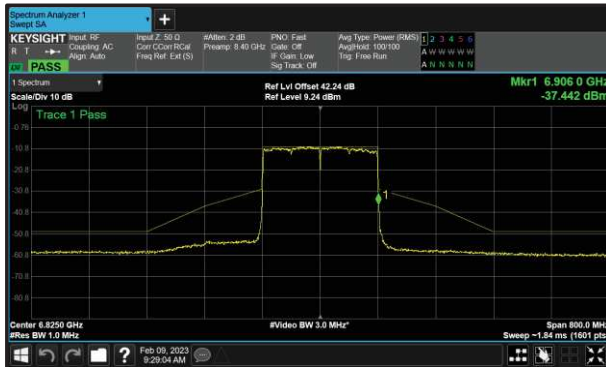 Spectrum Analyzer 1
Swept SA
KEYSIGHT
R T
PASS
Input: RF
Coupling: AC
Align: Auto
Input Z: 50 Ω
Corr CCorr RCal
Freq Ref: Ext (S)
#Atten: 2 dB
Preamp: 8.40 GHz
PNO: Fast
Gate: Off
IF Gain: Low
Sig Track: Off
Avg Type: Power (RMS)
Avg|Hold: 100/100
Trig: Free Run
1 2 3 4 5 6
A W W W W W
A N N N N N
1 Spectrum
Scale/Div 10 dB
Ref Lvl Offset 42.24 dB
Ref Level 9.24 dBm
Mkr1 6.906 0 GHz
-37.442 dBm
Log
Trace 1 Pass
-0.76
-10.8
-20.8
-30.8
-40.8
-50.8
-60.8
-70.8
-80.8
1
Center 6.8250 GHz
#Res BW 1.0 MHz
#Video BW 3.0 MHz*
Span 800.0 MHz
Sweep ~1.84 ms (1601 pts)
?
Feb 09, 2023
9:29:04 AM